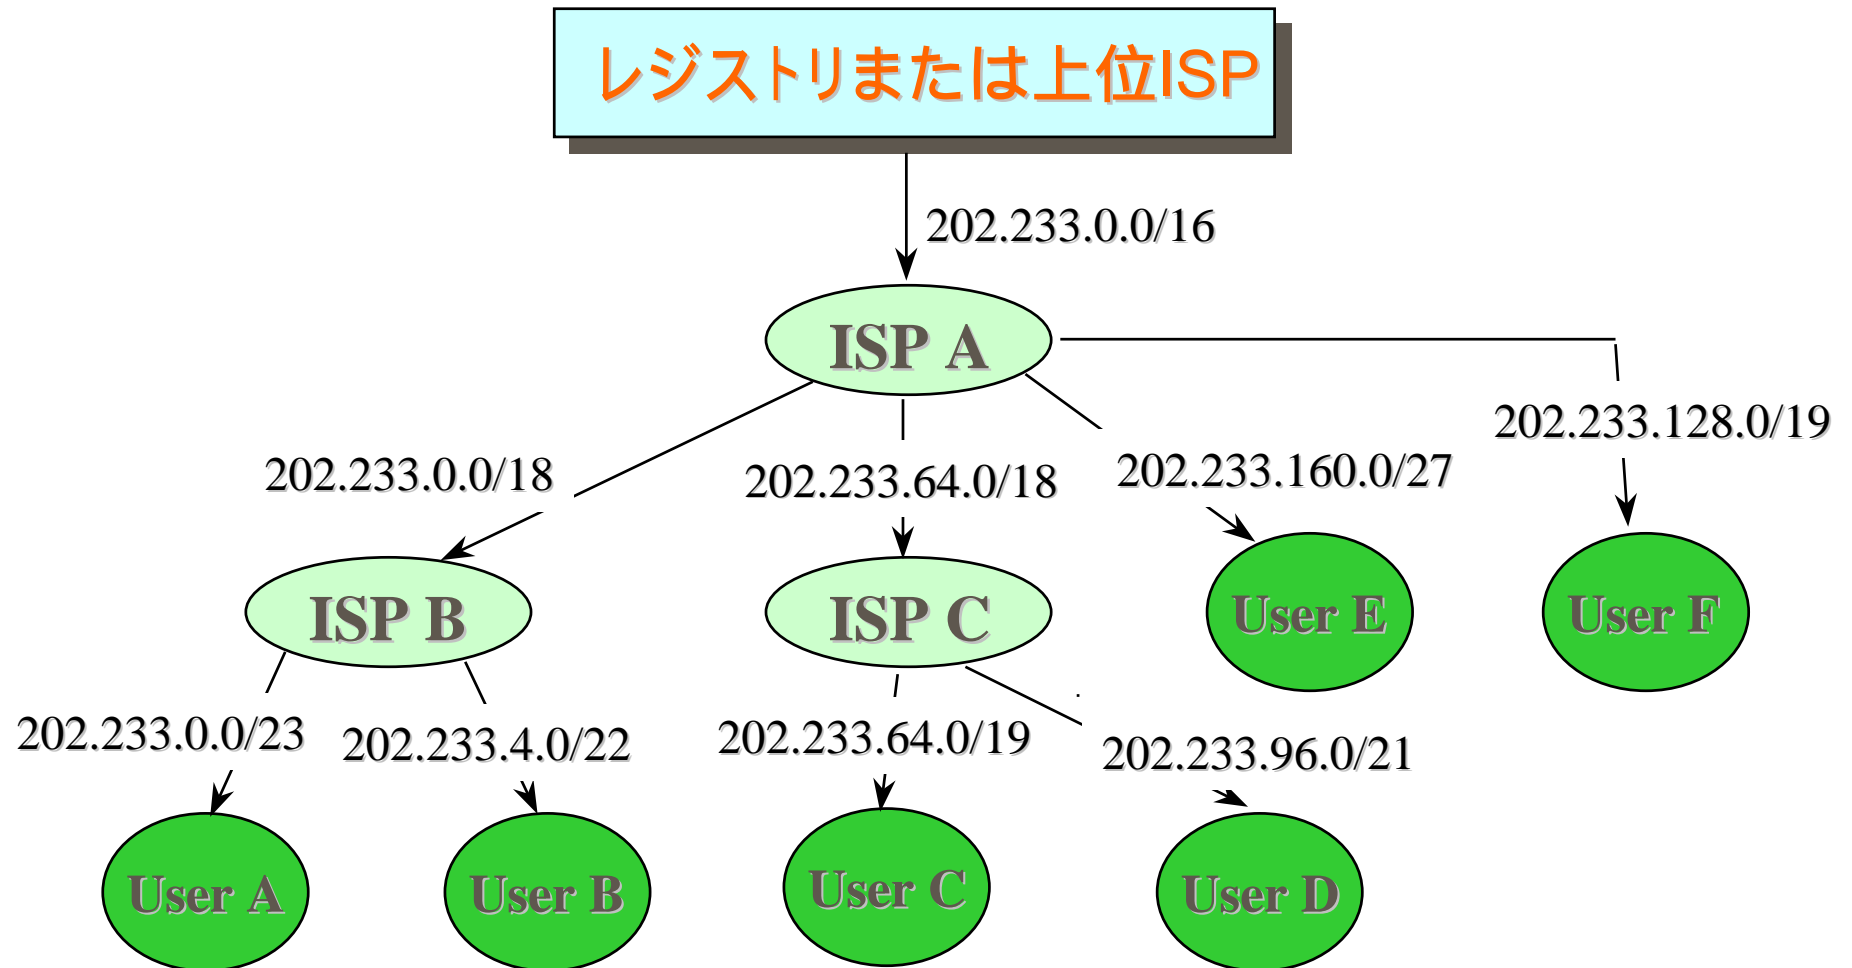 レジストリまたは上位ISP
202.233.0.0/16
ISP A
202.233.128.0/19
202.233.0.0/18
202.233.64.0/18
202.233.160.0/27
ISP B
ISP C
User E
User F
202.233.0.0/23
202.233.4.0/22
202.233.64.0/19
202.233.96.0/21
User A
User B
User C
User D